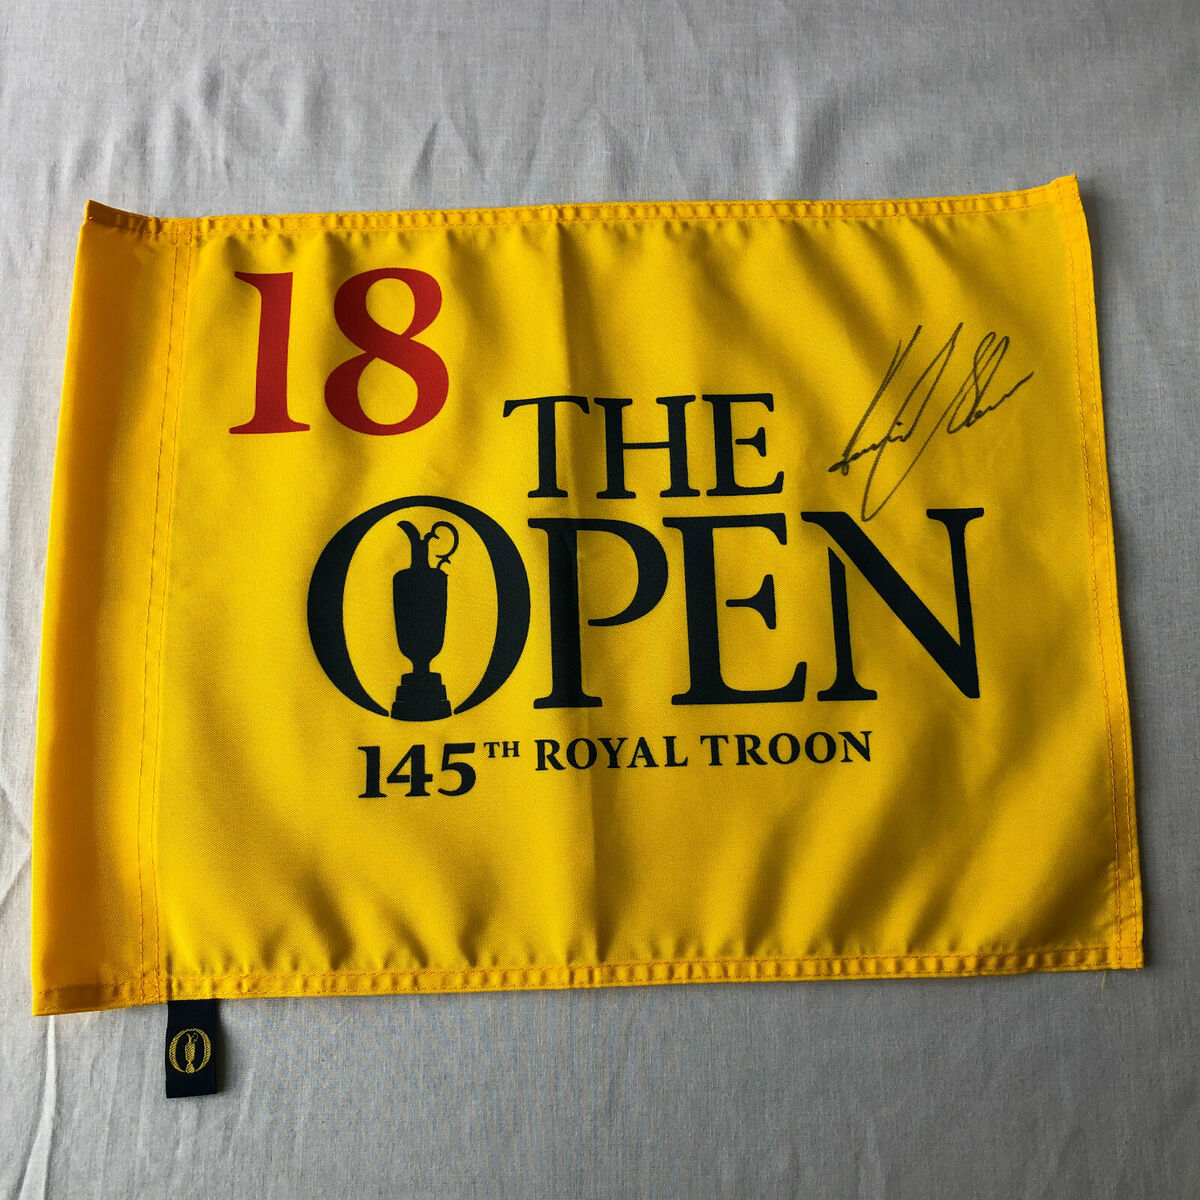 18
THE
OPEN
145TH ROYAL TROON